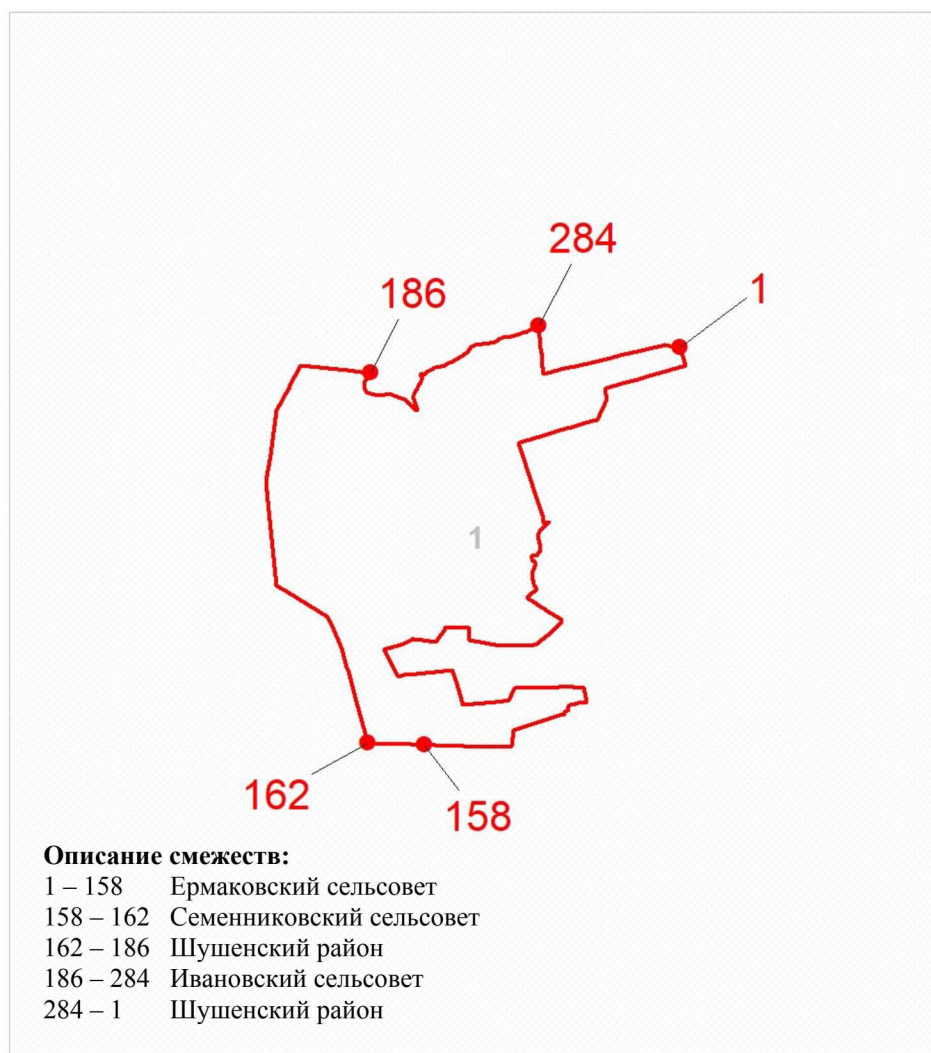 284
1
186
1
162
158
Описание смежеств:
1 – 158 Ермаковский сельсовет
158 – 162 Семенниковский сельсовет
162 – 186 Шушенский район
186 – 284 Ивановский сельсовет
284 – 1 Шушенский район